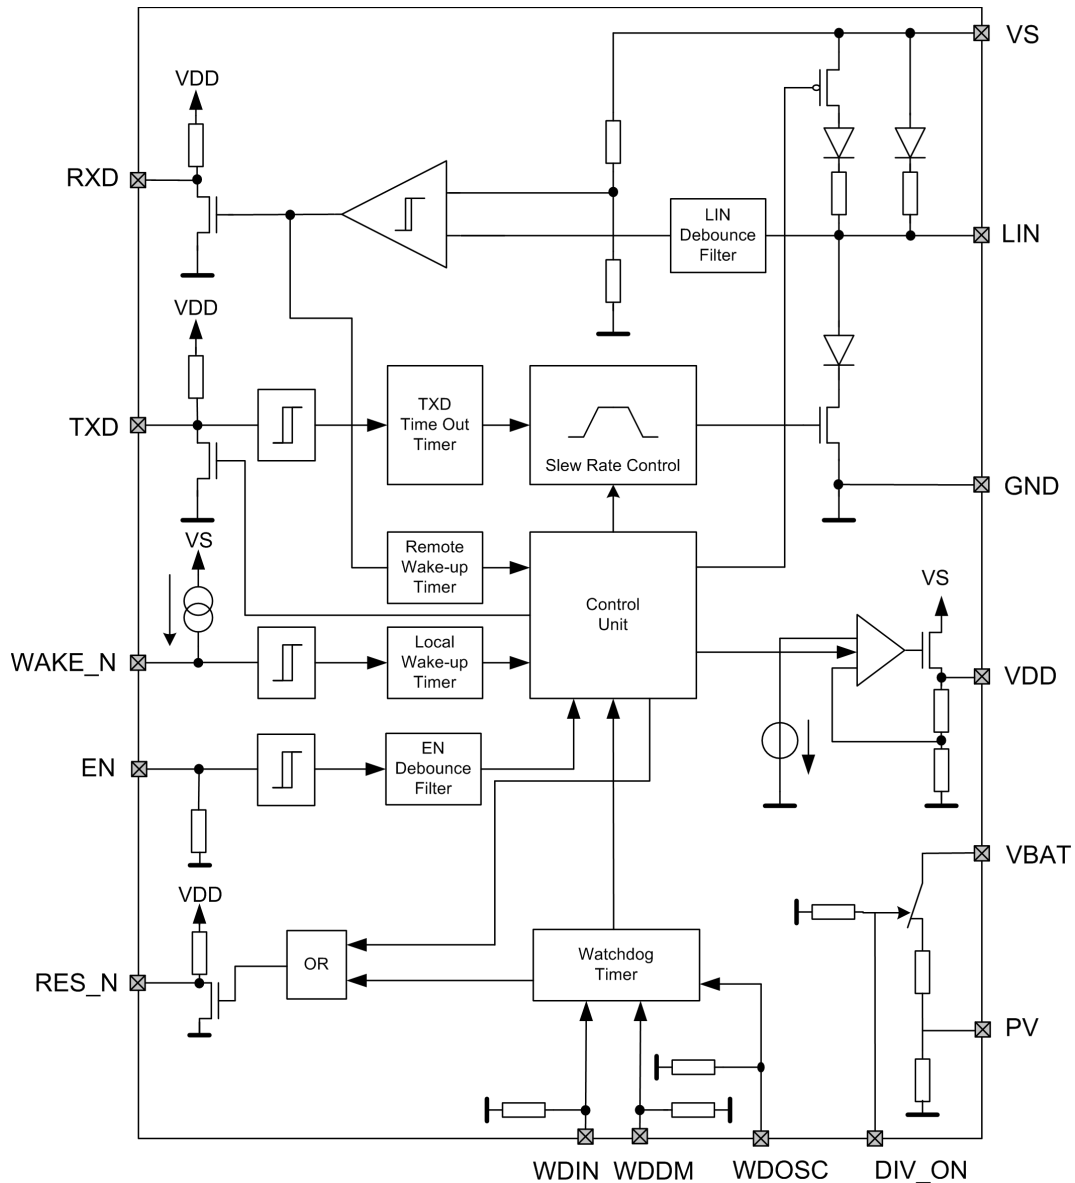 VS
VDD
RXD
LIN
Debounce
Filter
LIN
VDD
TXD
TXD
Time Out
Timer
Slew Rate Control
GND
VS
Remote
Wake-up
Timer
Control
Unit
VS
WAKE_N
Local
Wake-up
Timer
VDD
EN
EN
Debounce
Filter
VBAT
VDD
RES_N
OR
Watchdog
Timer
PV
WDIN
WDDM
WDOSC
DIV_ON